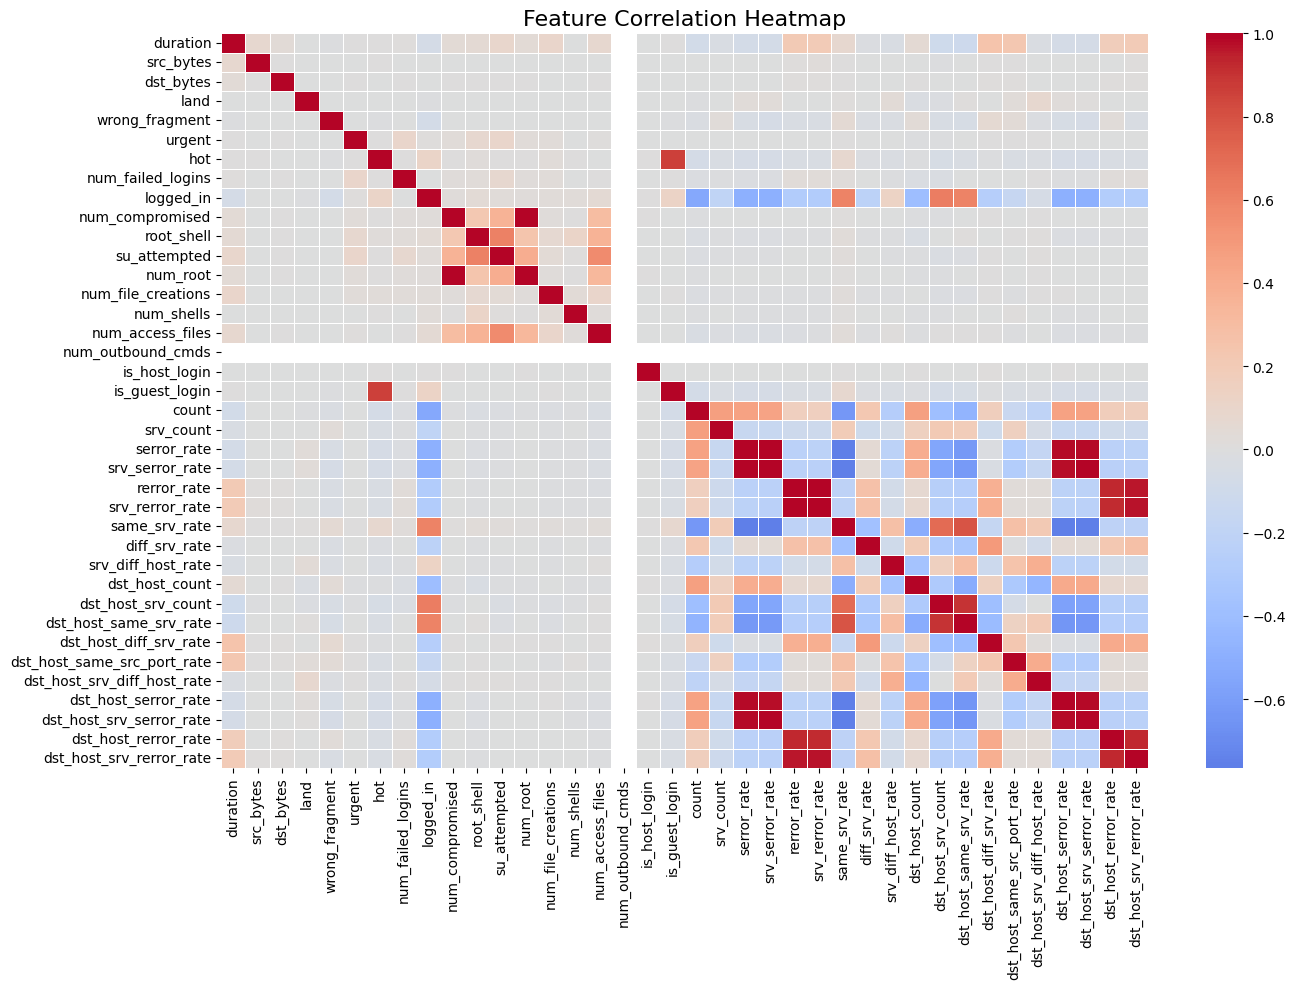 Feature Correlation Heatmap
duration
src_bytes
dst_bytes
land
wrong_fragment
urgent
hot
num_failed_logins
logged_in
num_compromised
root_shell
su_attempted
num_root
num_file_creations
num_shells
num_access_files
num_outbound_cmds
is_host_login
is_guest_login
count
srv_count
serror_rate
srv_serror_rate
rerror_rate
srv_rerror_rate
same_srv_rate
diff_srv_rate
srv_diff_host_rate
dst_host_count
dst_host_srv_count
dst_host_same_srv_rate
dst_host_diff_srv_rate
dst_host_same_src_port_rate
dst_host_srv_diff_host_rate
dst_host_serror_rate
dst_host_srv_serror_rate
dst_host_rerror_rate
dst_host_srv_rerror_rate
duration
src_bytes
dst_bytes
land
wrong_fragment
urgent
hot
num_failed_logins
logged_in
num_compromised
root_shell
su_attempted
num_root
num_file_creations
num_shells
num_access_files
num_outbound_cmds
is_host_login
is_guest_login
count
srv_count
serror_rate
srv_serror_rate
rerror_rate
srv_rerror_rate
same_srv_rate
diff_srv_rate
srv_diff_host_rate
dst_host_count
dst_host_srv_count
dst_host_same_srv_rate
dst_host_diff_srv_rate
dst_host_same_src_port_rate
dst_host_srv_diff_host_rate
dst_host_serror_rate
dst_host_srv_serror_rate
dst_host_rerror_rate
dst_host_srv_rerror_rate
1.0
0.8
0.6
0.4
0.2
0.0
−0.2
−0.4
−0.6